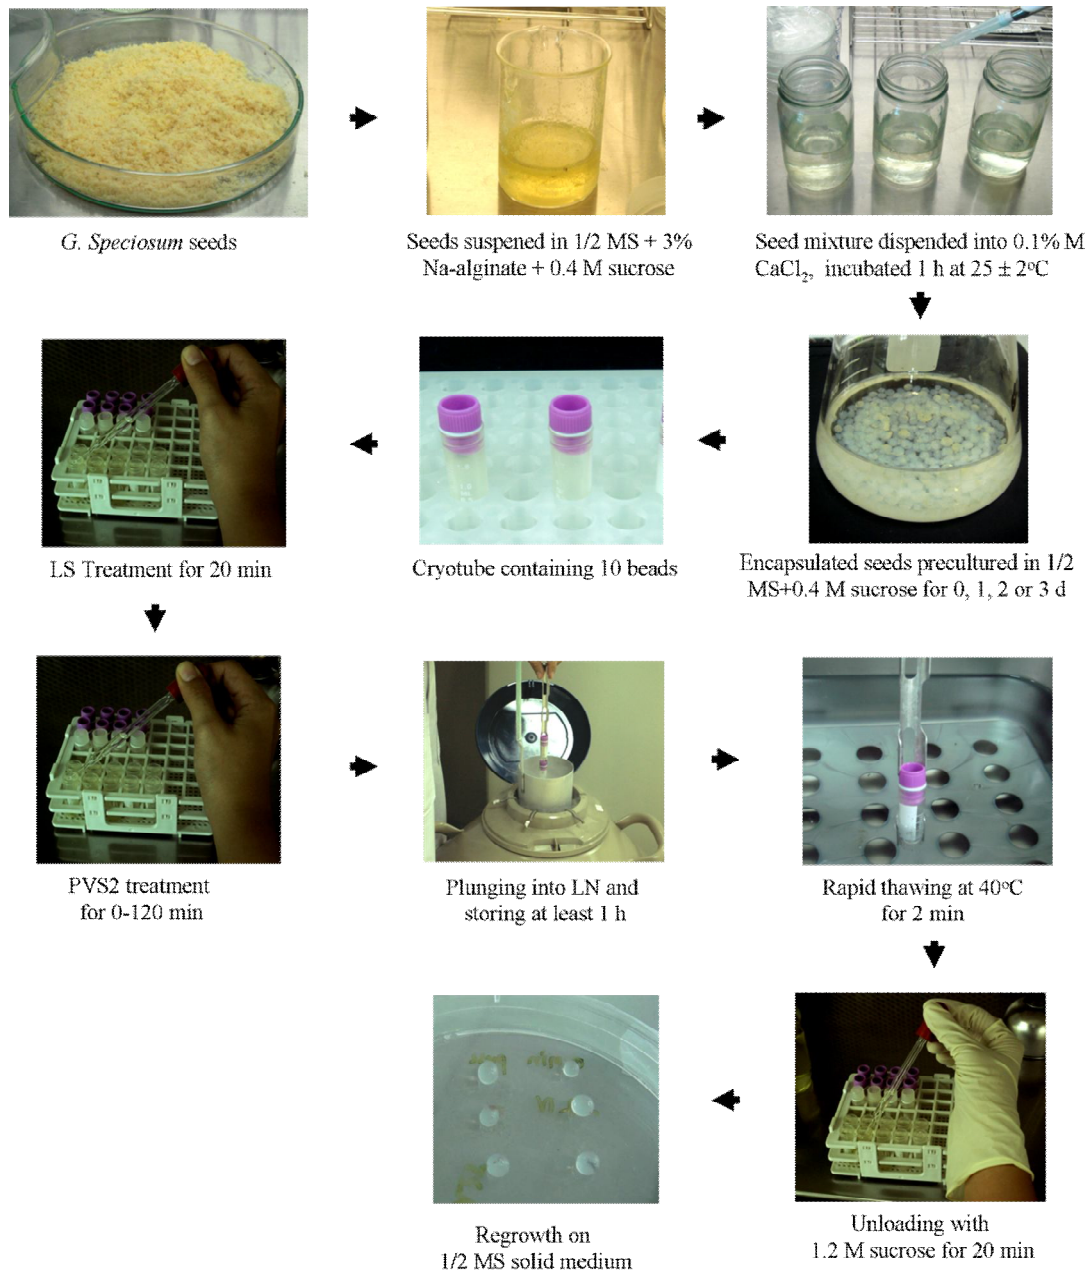 G. Speciosum seeds
Seeds suspened in 1/2 MS + 3%
Na-alginate + 0.4 M sucrose
Seed mixture dispended into 0.1% M
CaCl₂, incubated 1 h at 25 ± 2°C
LS Treatment for 20 min
Cryotube containing 10 beads
Encapsulated seeds precultured in 1/2
MS+0.4 M sucrose for 0, 1, 2 or 3 d
PVS2 treatment
for 0-120 min
Plunging into LN and
storing at least 1 h
Rapid thawing at 40°C
for 2 min
Regrowth on
1/2 MS solid medium
Unloading with
1.2 M sucrose for 20 min